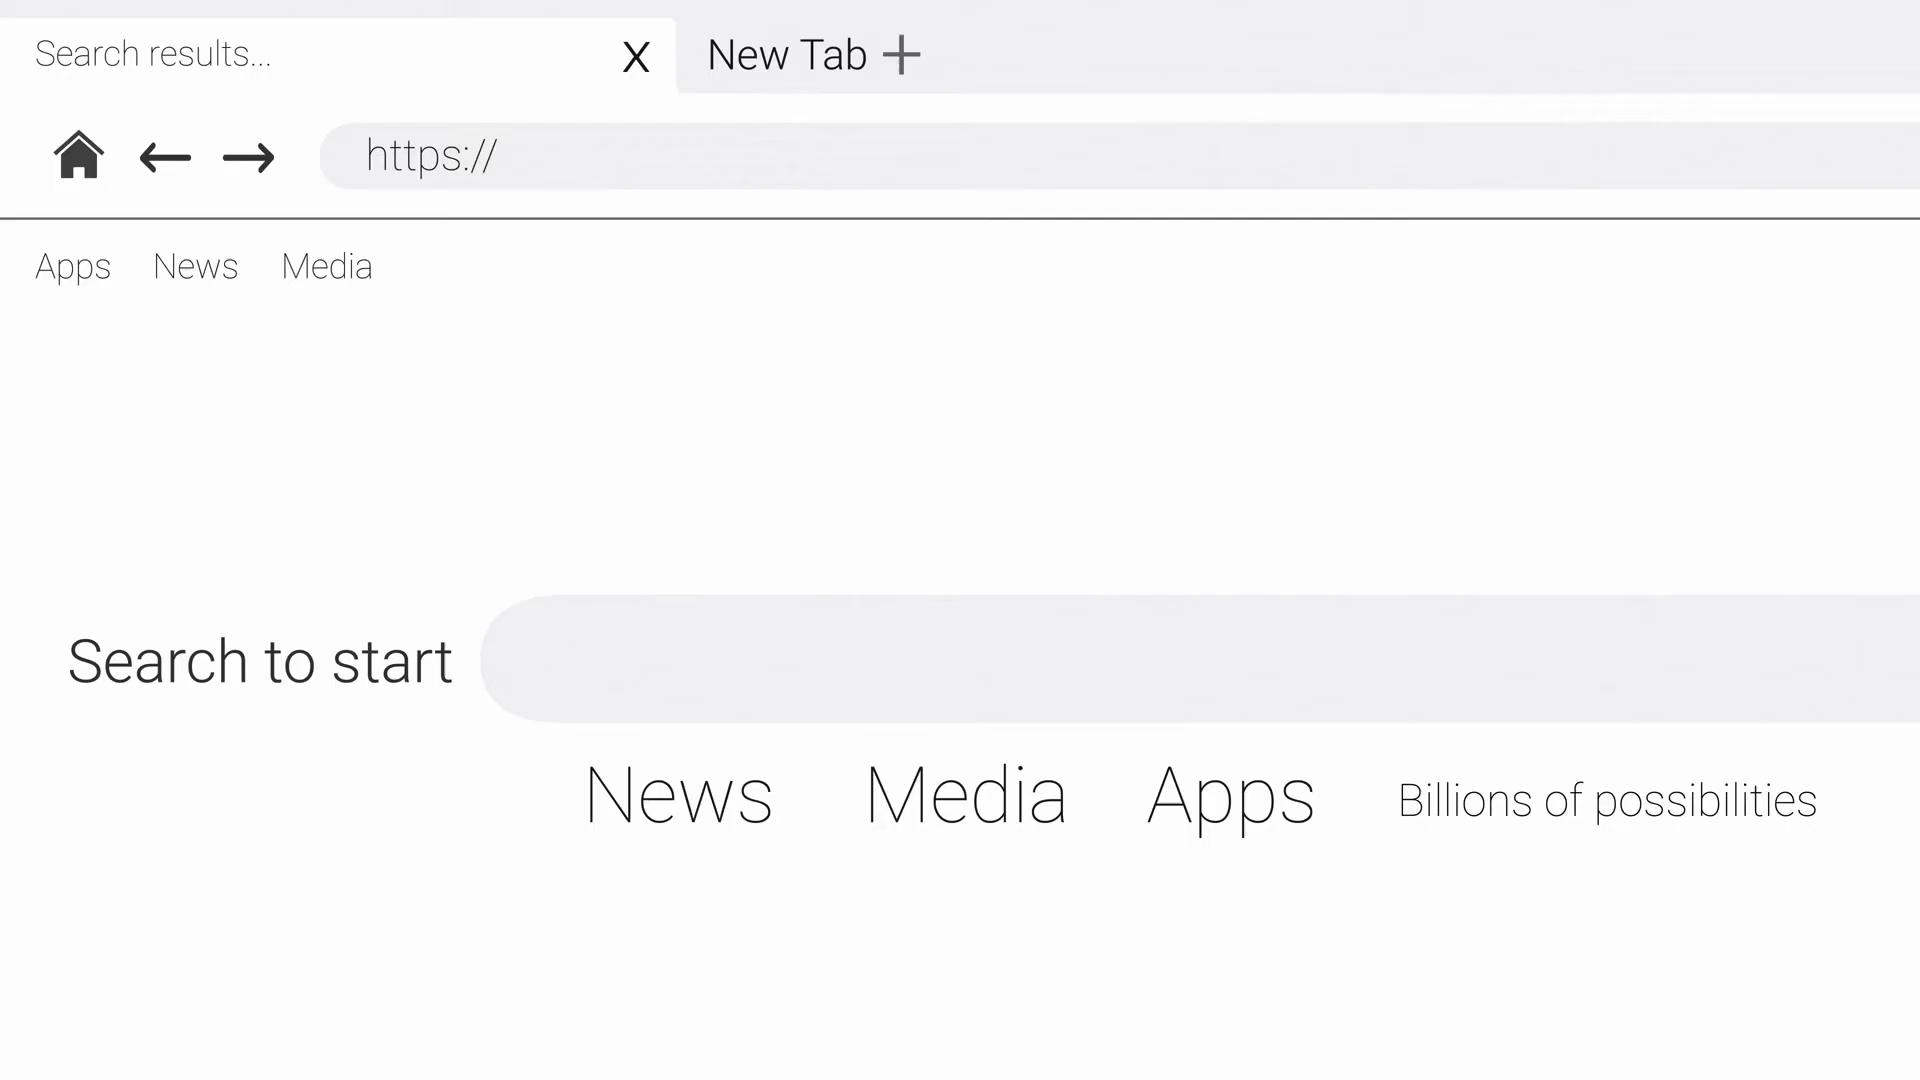 Search results... X New Tab +
https://
Apps News Media
Search to start
News Media Apps Billions of possibilities